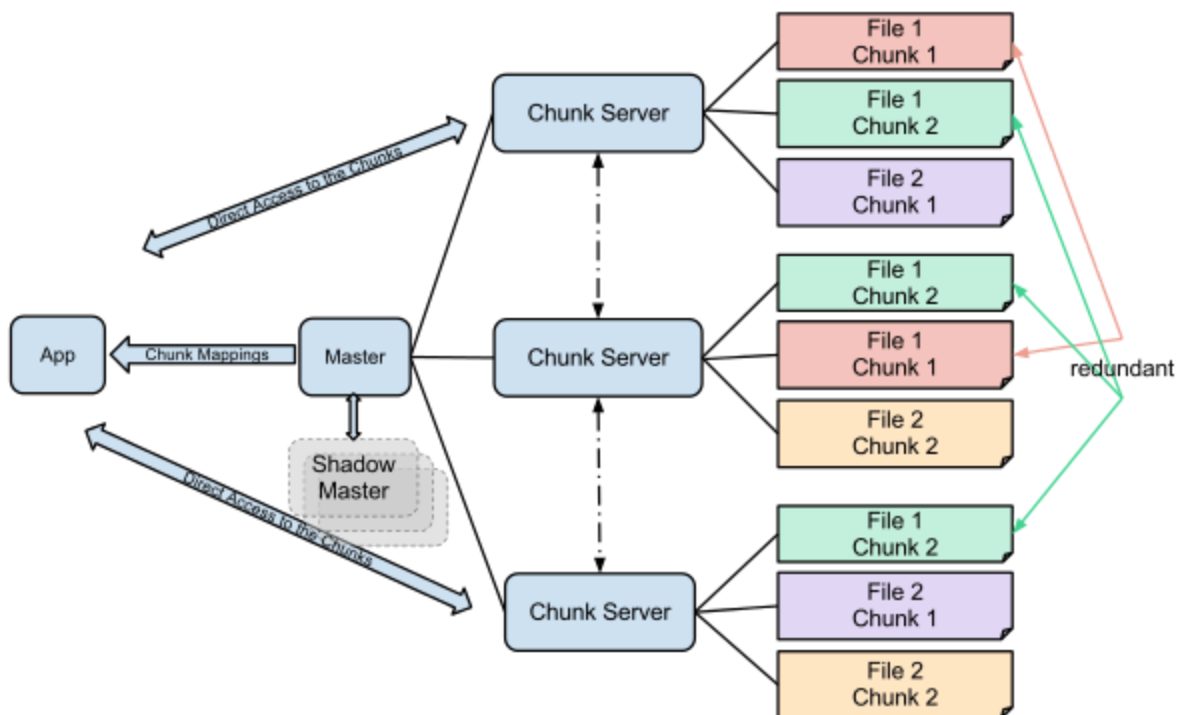 File 1
Chunk 1
Chunk Server
File 1
Chunk 2
Direct Access to the Chunks
File 2
Chunk 1
File 1
Chunk 2
App
Chunk Mappings
Master
Chunk Server
File 1
Chunk 1
redundant
File 2
Chunk 2
Shadow
Master
Direct Access to the Chunks
File 1
Chunk 2
Chunk Server
File 2
Chunk 1
File 2
Chunk 2